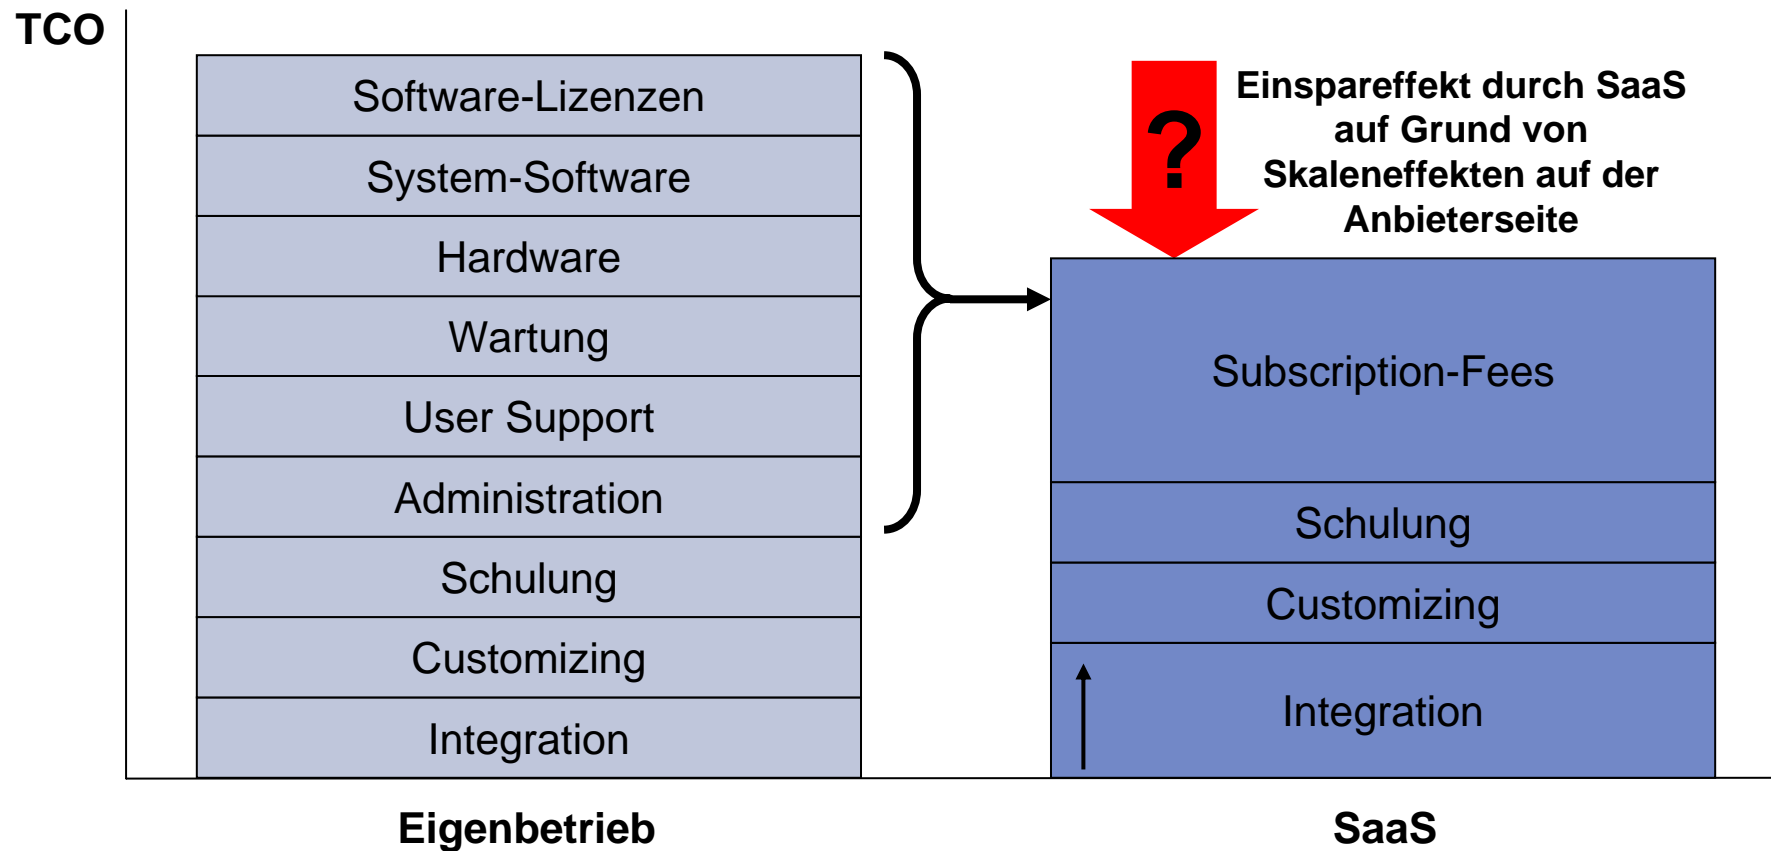 TCO
Software-Lizenzen
System-Software
Hardware
Wartung
User Support
Administration
Schulung
Customizing
Integration
Eigenbetrieb
?
Einspareffekt durch SaaS
auf Grund von
Skaleneffekten auf der
Anbieterseite
Subscription-Fees
Schulung
Customizing
Integration
SaaS